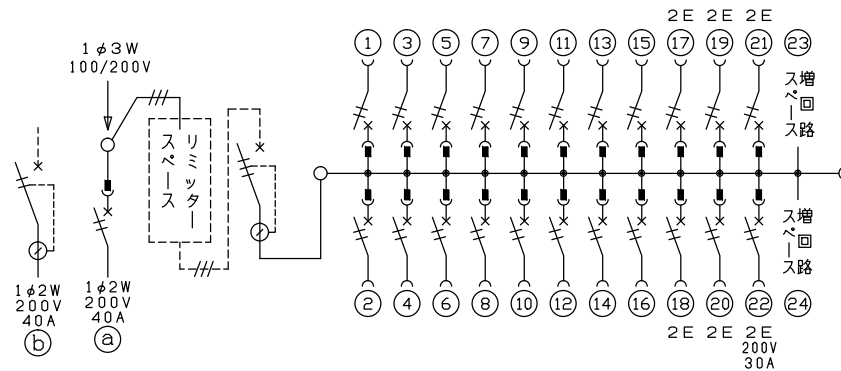 2E 2E 2E
1φ3W
100/200V
1 3 5 7 9 11 13 15 17 19 21 23
増回路
スペース
リミッター
スペース
増回路
スペース
1φ2W
200V
40A
b
1φ2W
200V
40A
a
2 4 6 8 10 12 14 16 18 20 22 24
2E 2E 2E
200V
30A